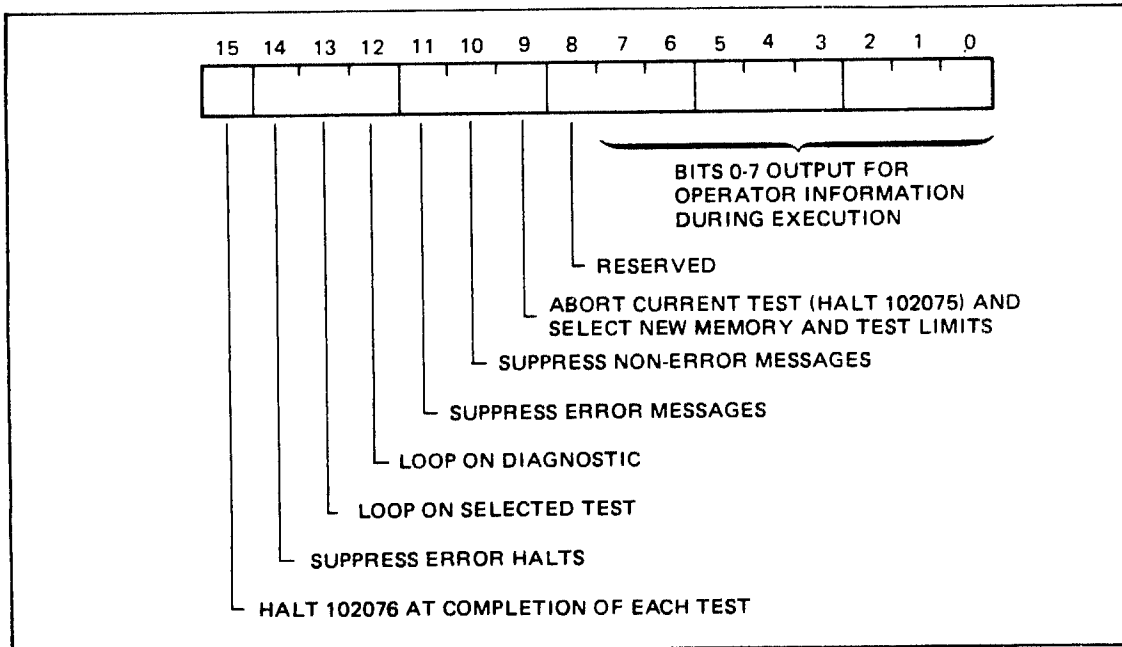 15 14 13 12 11 10 9 8 7 6 5 4 3 2 1 0
BITS 0-7 OUTPUT FOR
OPERATOR INFORMATION
DURING EXECUTION
RESERVED
ABORT CURRENT TEST (HALT 102075) AND
SELECT NEW MEMORY AND TEST LIMITS
SUPPRESS NON-ERROR MESSAGES
SUPPRESS ERROR MESSAGES
LOOP ON DIAGNOSTIC
LOOP ON SELECTED TEST
SUPPRESS ERROR HALTS
HALT 102076 AT COMPLETION OF EACH TEST